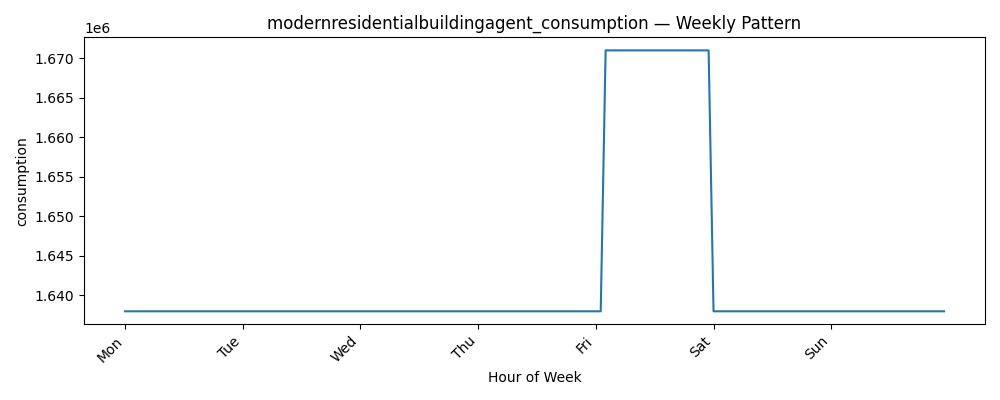 modernresidentialbuildingagent_consumption — Weekly Pattern
1e6
1.670
1.665
1.660
1.655
1.650
1.645
1.640
consumption
Mon
Tue
Wed
Thu
Fri
Sat
Sun
Hour of Week